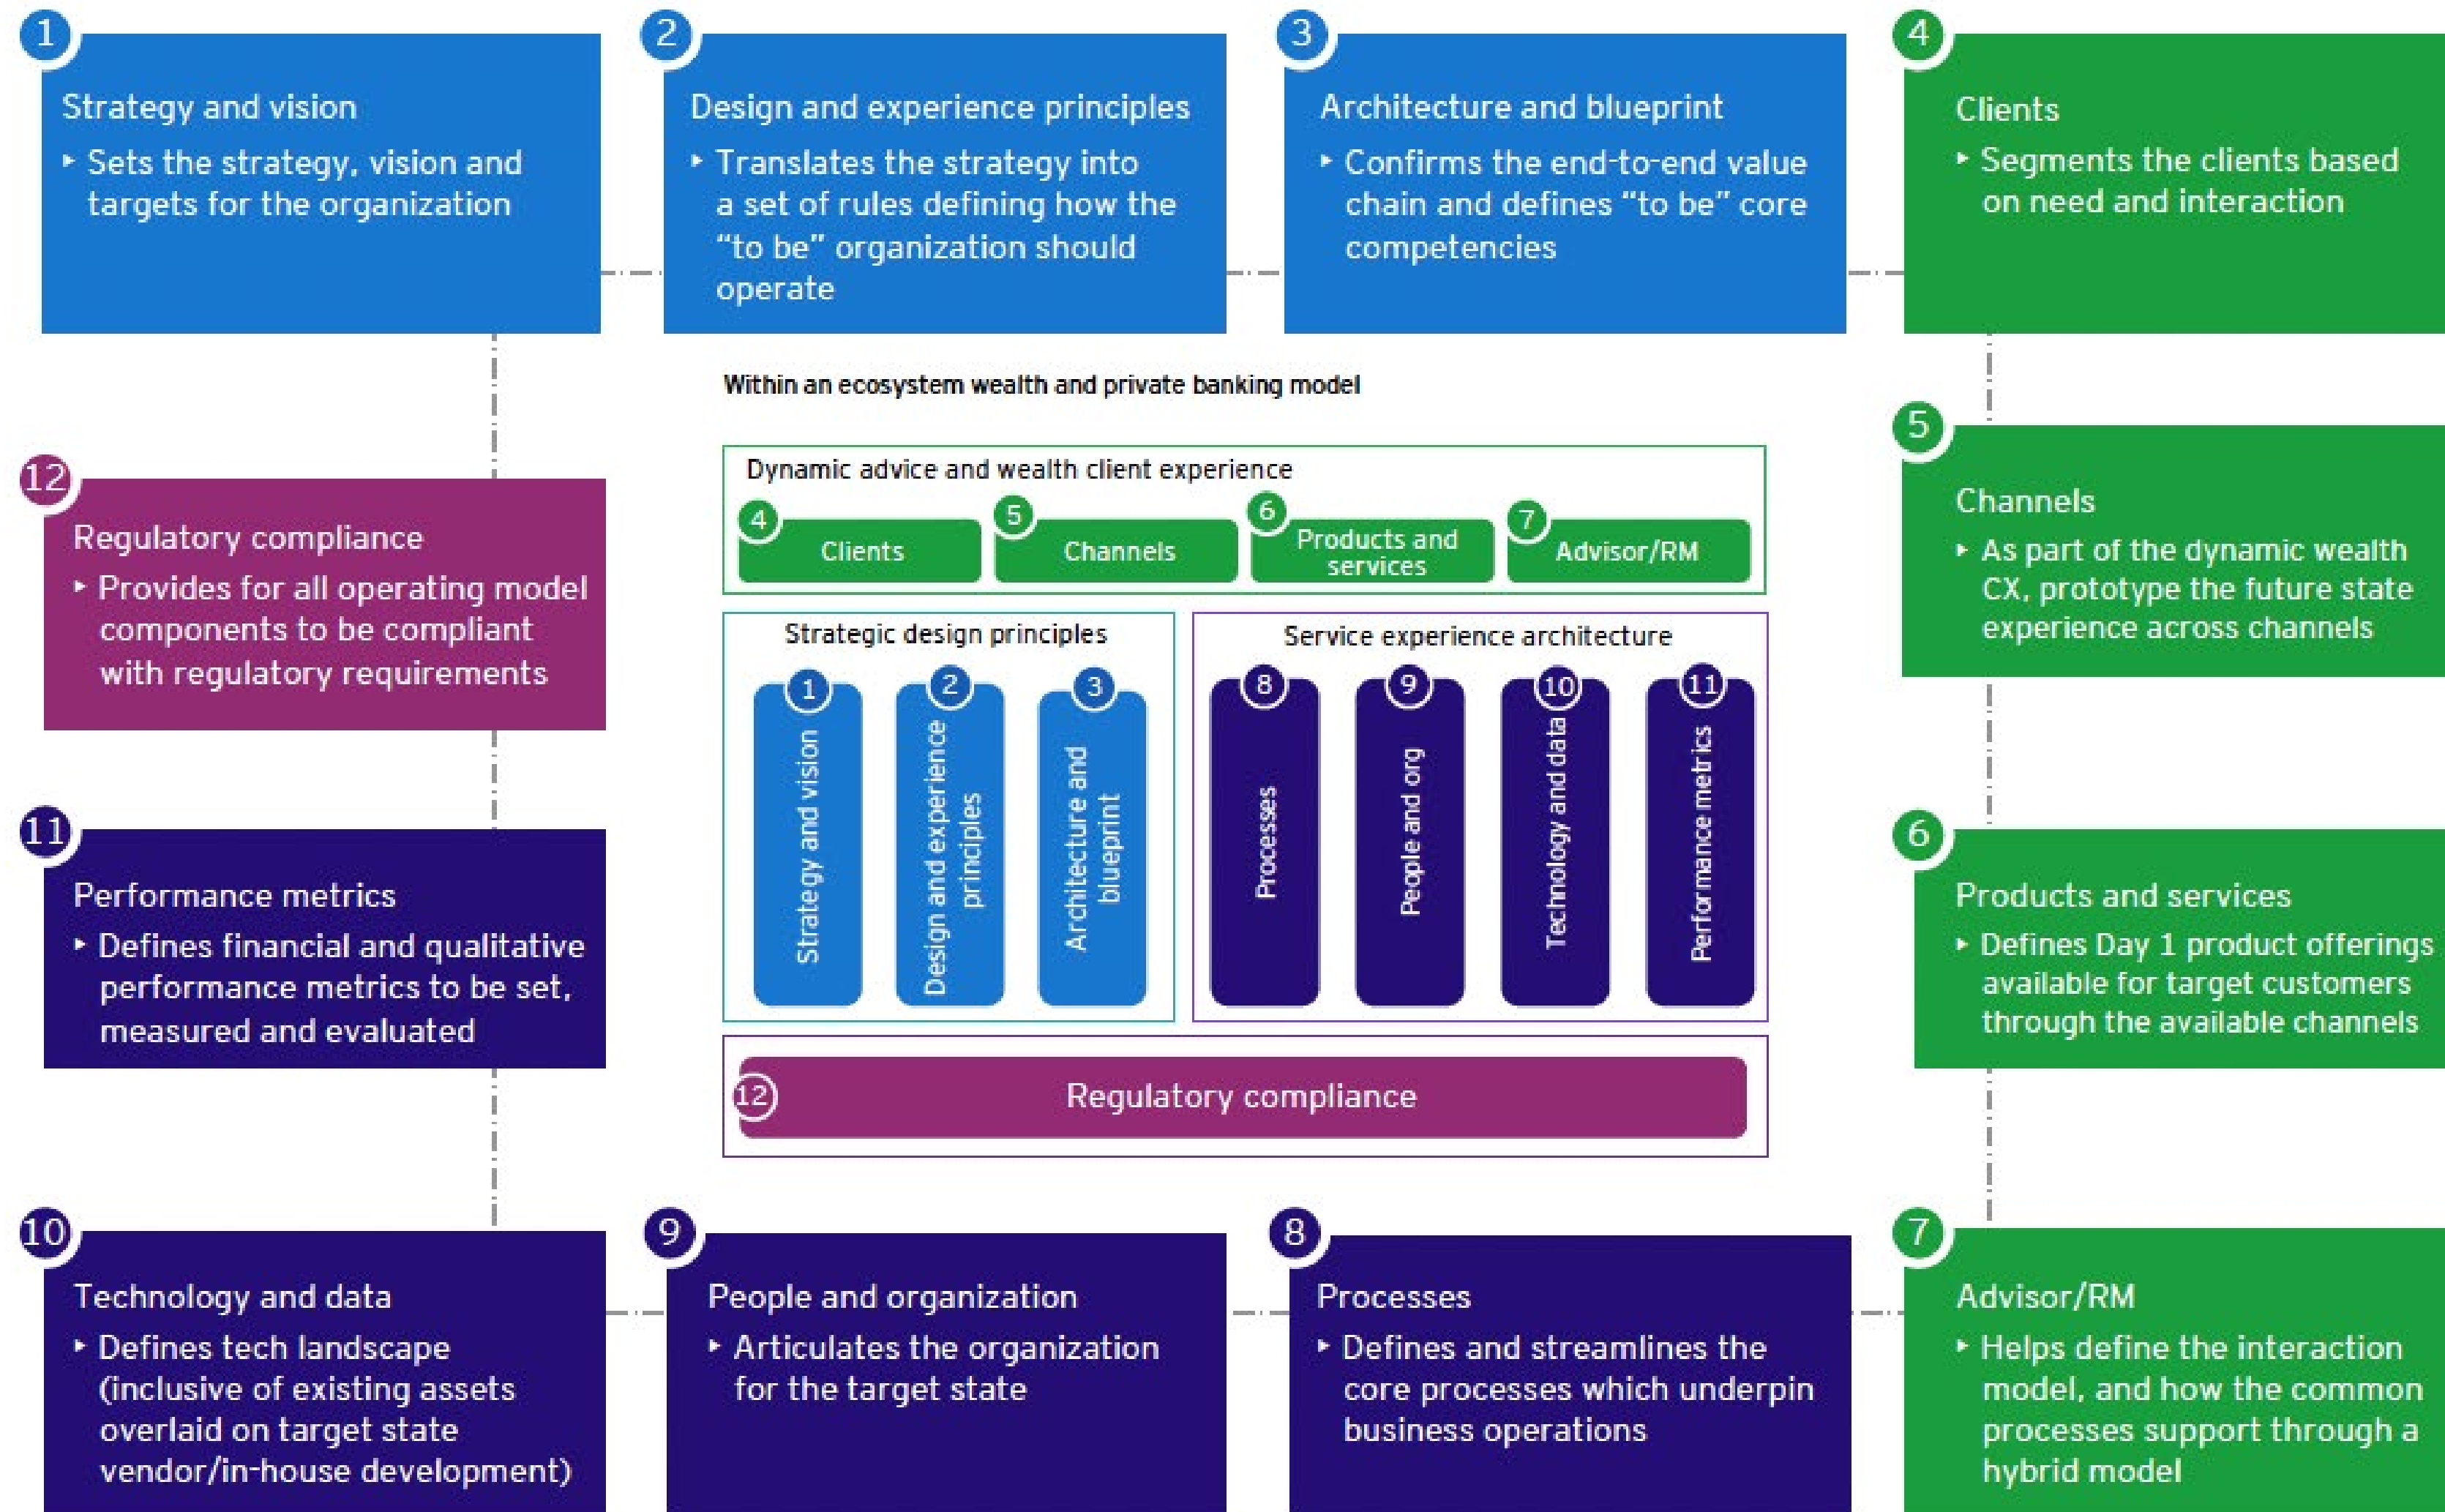 1
Strategy and vision
‣ Sets the strategy, vision and
targets for the organization
2
Design and experience principles
‣ Translates the strategy into
a set of rules defining how the
“to be” organization should
operate
3
Architecture and blueprint
‣ Confirms the end-to-end value
chain and defines “to be” core
competencies
4
Clients
‣ Segments the clients based
on need and interaction
5
Channels
‣ As part of the dynamic wealth
CX, prototype the future state
experience across channels
6
Products and services
‣ Defines Day 1 product offerings
available for target customers
through the available channels
7
Advisor/RM
‣ Helps define the interaction
model, and how the common
processes support through a
hybrid model
8
Processes
‣ Defines and streamlines the
core processes which underpin
business operations
9
People and organization
‣ Articulates the organization
for the target state
10
Technology and data
‣ Defines tech landscape
(inclusive of existing assets
overlaid on target state
vendor/in-house development)
11
Performance metrics
‣ Defines financial and qualitative
performance metrics to be set,
measured and evaluated
12
Regulatory compliance
‣ Provides for all operating model
components to be compliant
with regulatory requirements
Within an ecosystem wealth and private banking model
Dynamic advice and wealth client experience
4
Clients
5
Channels
6
Products and
services
7
Advisor/RM
Strategic design principles
1
Strategy and vision
2
Design and experience
principles
3
Architecture and
blueprint
Service experience architecture
8
Processes
9
People and org
10
Technology and data
11
Performance metrics
12
Regulatory compliance